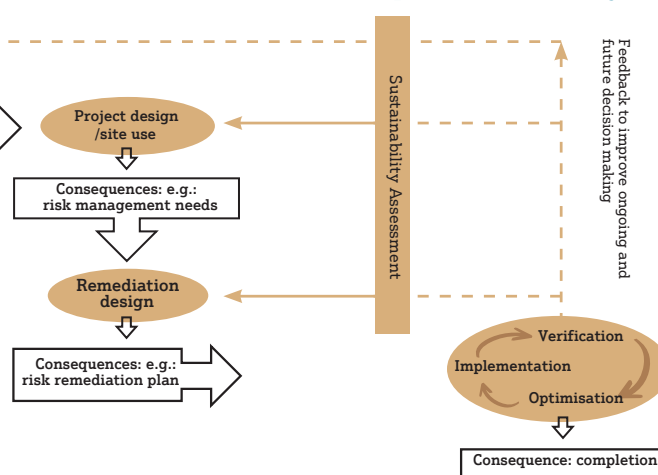 Project design
/site use
Consequences: e.g.:
risk management needs
Remediation
design
Consequences: e.g.:
risk remediation plan
Sustainability Assessment
Feedback to improve ongoing and
future decision making
Verification
Implementation
Optimisation
Consequence: completion